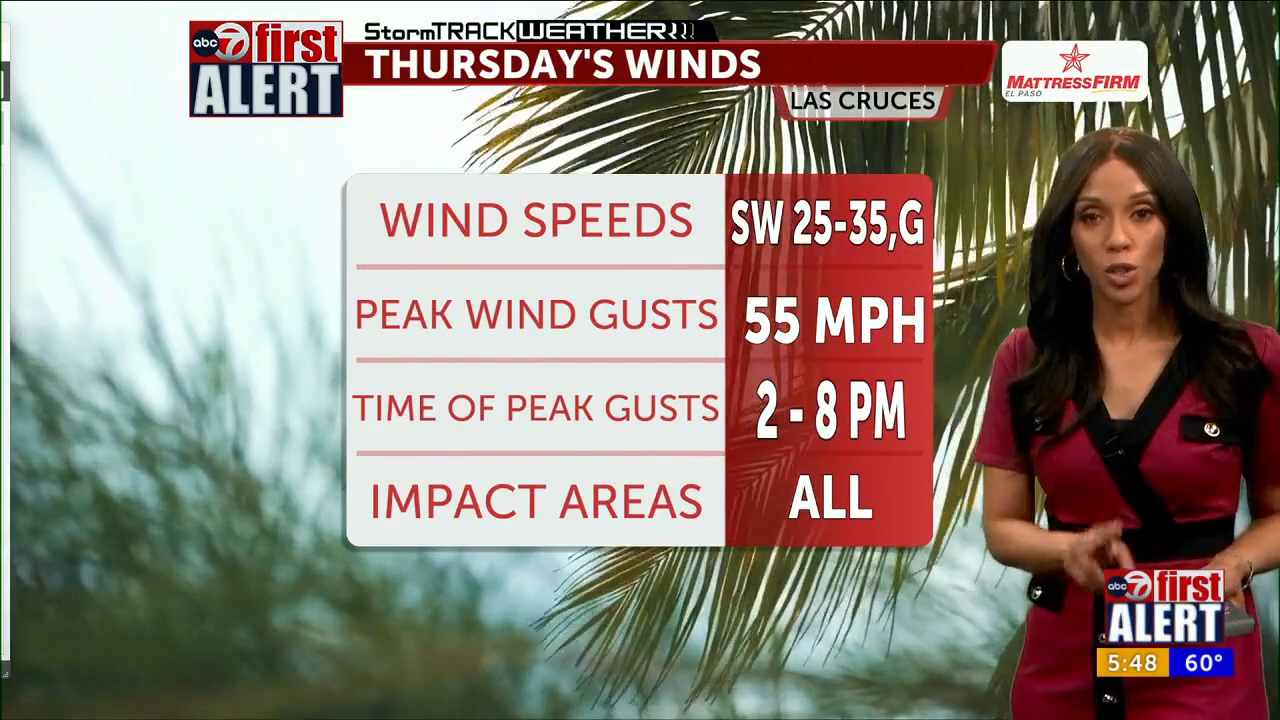 abc 7 first
ALERT
StormTRACKWEATHER
THURSDAY'S WINDS
LAS CRUCES
MATTRESSFIRM
EL PASO
WIND SPEEDS SW 25-35,G
PEAK WIND GUSTS 55 MPH
TIME OF PEAK GUSTS 2 - 8 PM
IMPACT AREAS ALL
abc 7 first
ALERT
5:48 60°